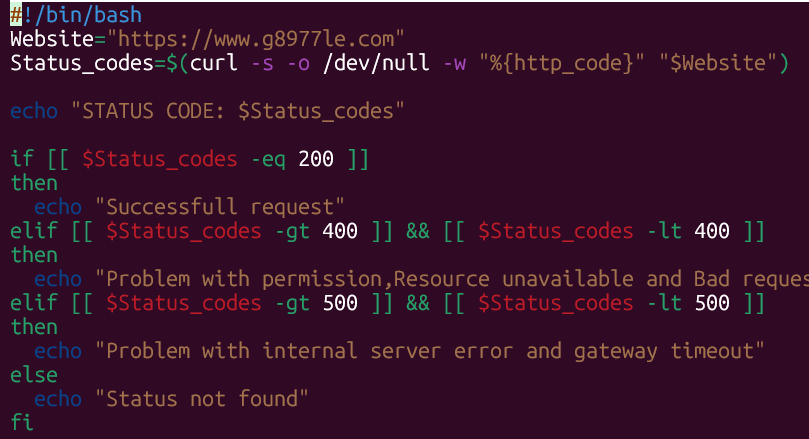 #!/bin/bash
Website="https://www.g8977le.com"
Status_codes=$(curl -s -o /dev/null -w "%{http_code}" "$Website")
echo "STATUS CODE: $Status_codes"
if [[ $Status_codes -eq 200 ]]
then
  echo "Successfull request"
elif [[ $Status_codes -gt 400 ]] && [[ $Status_codes -lt 400 ]]
then
  echo "Problem with permission,Resource unavailable and Bad reques
elif [[ $Status_codes -gt 500 ]] && [[ $Status_codes -lt 500 ]]
then
  echo "Problem with internal server error and gateway timeout"
else
  echo "Status not found"
fi